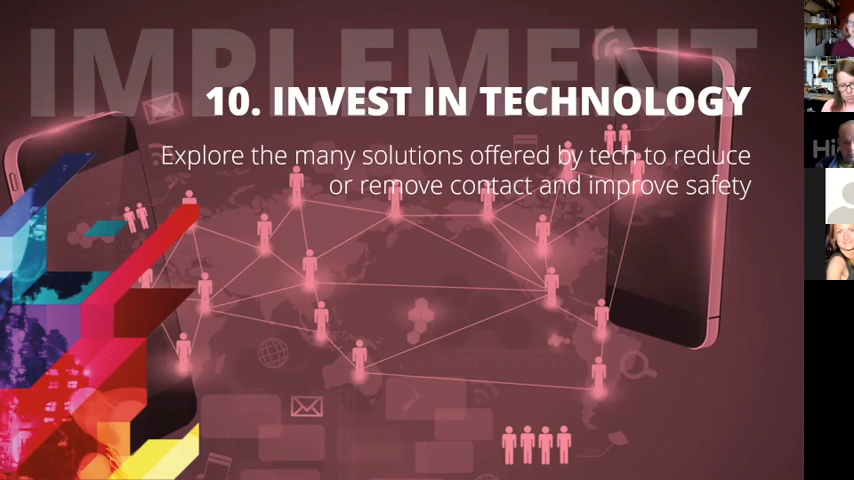 IMPLEMENT
10. INVEST IN TECHNOLOGY
Explore the many solutions offered by tech to reduce
or remove contact and improve safety